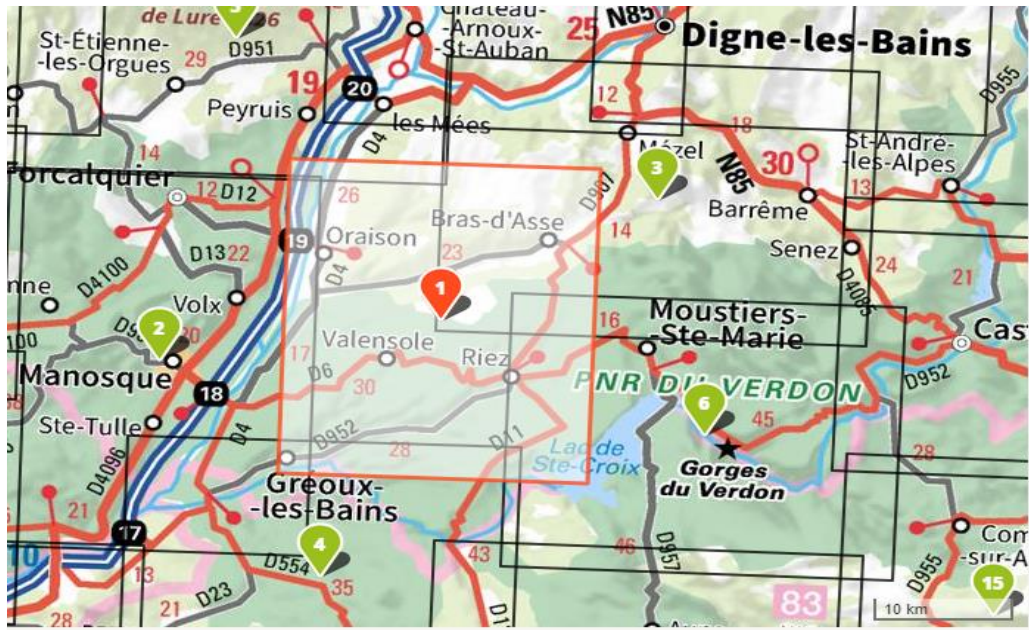 de Lure
D951
St-Étienne-
-les-Orgues
29
Château-
-Arnoux-
-St-Auban
25
N85
Digne-les-Bains
D955
20
19
Peyruis
les Mées
D4
12
18
Mézel
3
N85
30
St-André-
-les-Alpes
14
Forcalquier
12
D12
26
D907
Barrême
13
Bras-d'Asse
14
19
Oraison
23
D13
22
D4
Senez
24
21
D4100
Volx
1
D4085
2
Moustiers-
-Ste-Marie
16
Valensole
Riez
17
D6
30
Manosque
18
PNR DU VERDON
D952
6
45
Ste-Tulle
D4
D952
28
D11
Lac de
Ste-Croix
Gorges
du Verdon
28
D4096
Gréoux-
-les-Bains
21
17
10
4
D554
35
43
46
D957
D955
13
D23
21
28
83
15
10 km